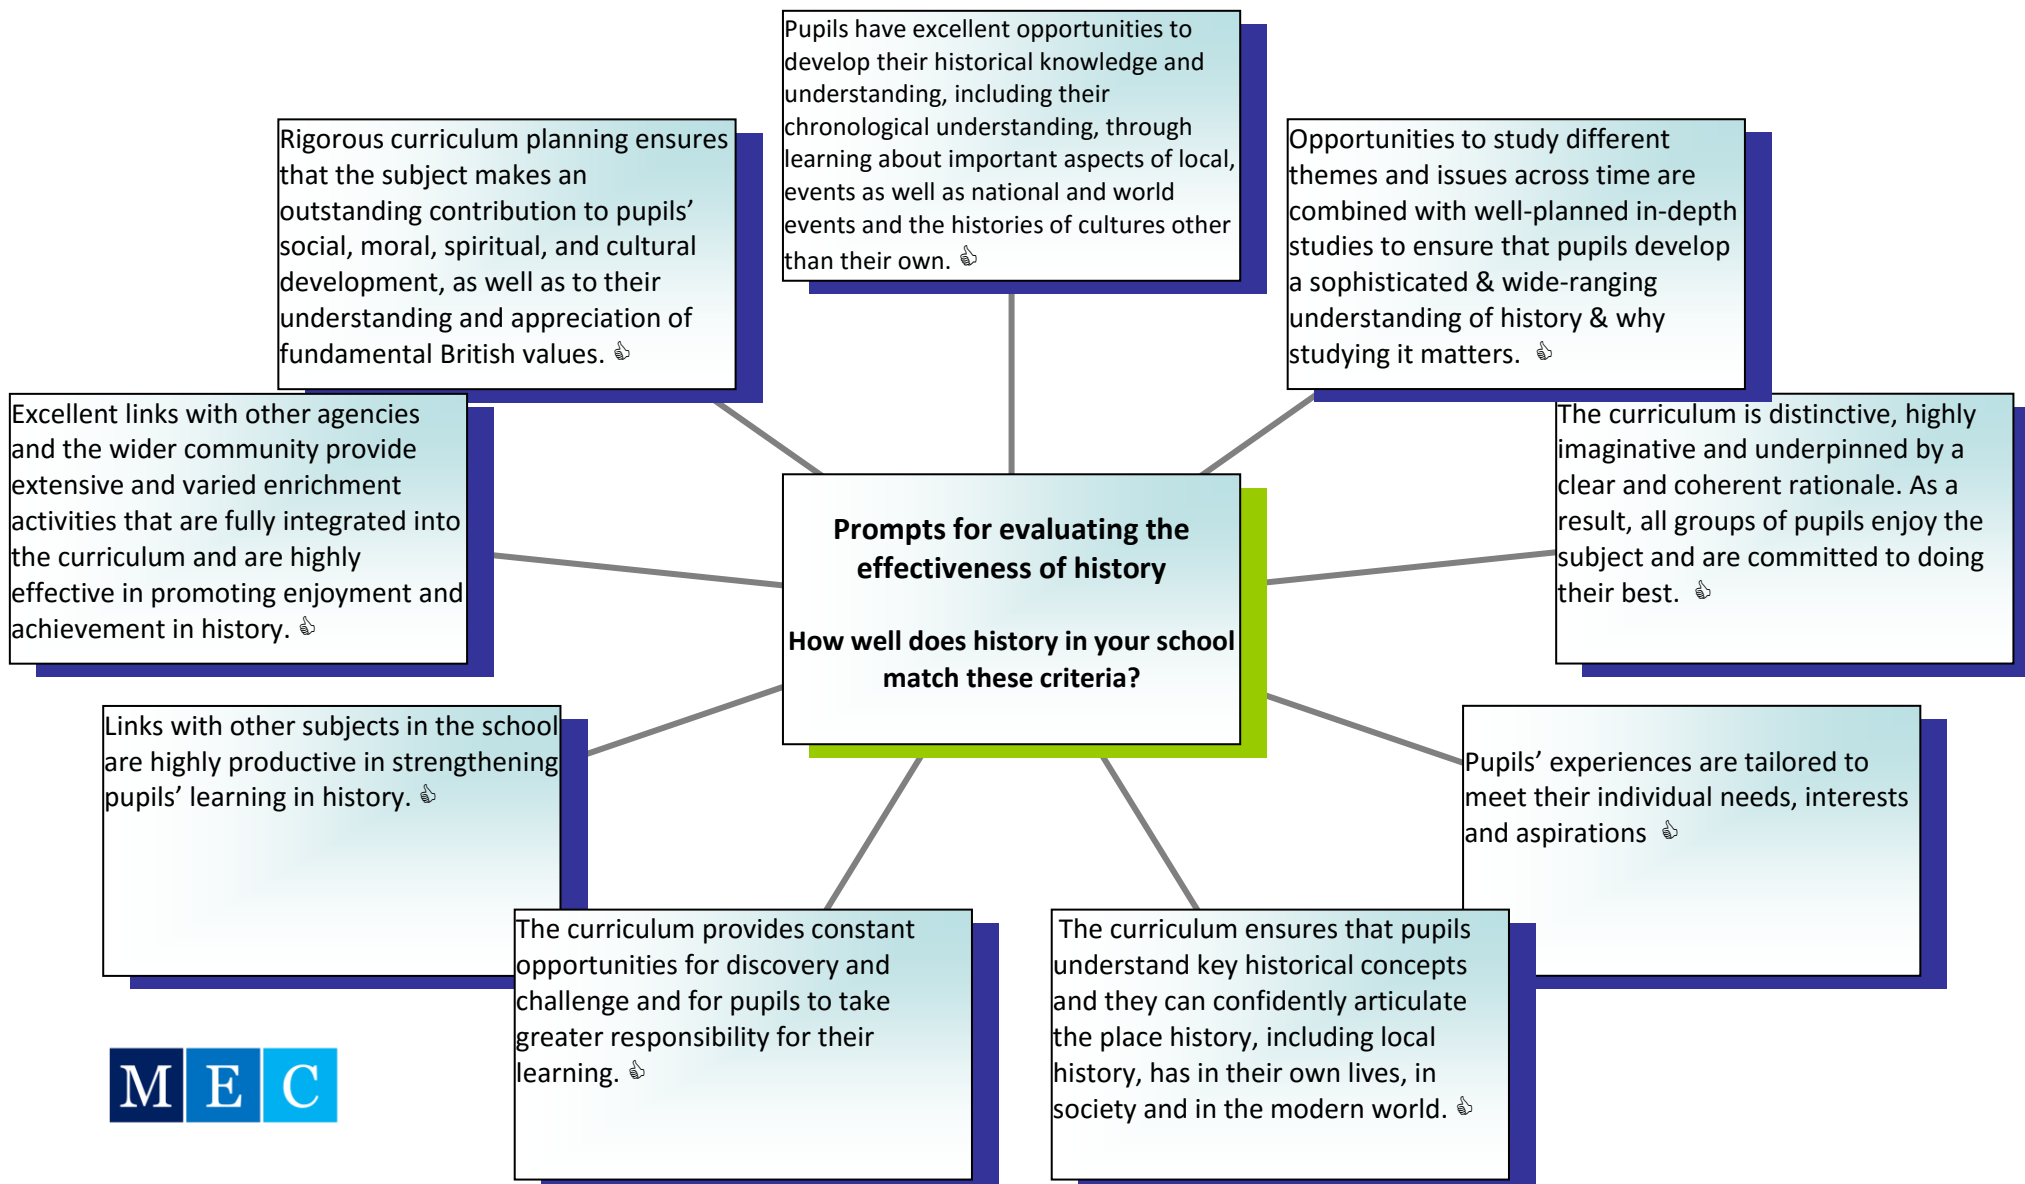 Pupils have excellent opportunities to
develop their historical knowledge and
understanding, including their
chronological understanding, through
learning about important aspects of local,
events as well as national and world
events and the histories of cultures other
than their own. 👍
Opportunities to study different
themes and issues across time are
combined with well-planned in-depth
studies to ensure that pupils develop
a sophisticated & wide-ranging
understanding of history & why
studying it matters. 👍
The curriculum is distinctive, highly
imaginative and underpinned by a
clear and coherent rationale. As a
result, all groups of pupils enjoy the
subject and are committed to doing
their best. 👍
Pupils’ experiences are tailored to
meet their individual needs, interests
and aspirations 👍
The curriculum ensures that pupils
understand key historical concepts
and they can confidently articulate
the place history, including local
history, has in their own lives, in
society and in the modern world. 👍
The curriculum provides constant
opportunities for discovery and
challenge and for pupils to take
greater responsibility for their
learning. 👍
Links with other subjects in the school
are highly productive in strengthening
pupils’ learning in history. 👍
Excellent links with other agencies
and the wider community provide
extensive and varied enrichment
activities that are fully integrated into
the curriculum and are highly
effective in promoting enjoyment and
achievement in history. 👍
Rigorous curriculum planning ensures
that the subject makes an
outstanding contribution to pupils’
social, moral, spiritual, and cultural
development, as well as to their
understanding and appreciation of
fundamental British values. 👍
Prompts for evaluating the
effectiveness of history
How well does history in your school
match these criteria?
MEC